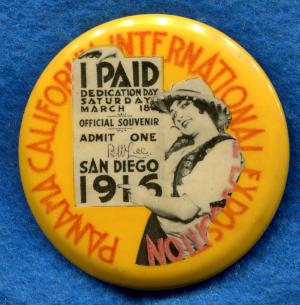 PANAMA CALIFORNIA INTERNATIONAL EXPOSITION
I PAID
DEDICATION DAY
SATURDAY
MARCH 18
OFFICIAL SOUVENIR
ADMIT ONE
SAN DIEGO
1916